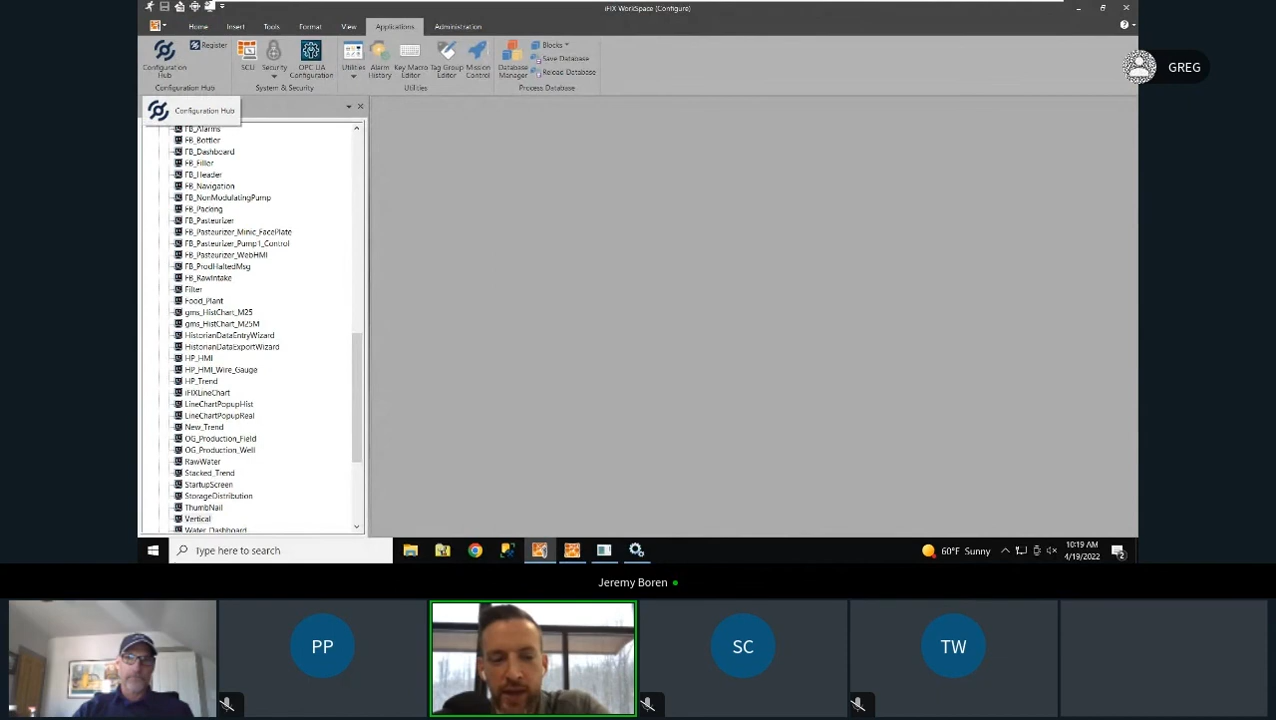 iFIX WorkSpace (Configure)
Home Insert Tools Format View Applications Administration
Configuration Hub
Register
SCU
Security
OPC UA Configuration
Utilities
Alarm History
Key Macro Editor
Tag Group Editor
Mission Control
Database Manager
Blocks
Save Database
Reload Database
Configuration Hub
System & Security
Utilities
Process Database
GREG
Configuration Hub
FB_Alarms
FB_Bottler
FB_Dashboard
FB_Filler
FB_Header
FB_Navigation
FB_NonModulatingPump
FB_Packing
FB_Pasteurizer
FB_Pasteurizer_Minic_FacePlate
FB_Pasteurizer_Pump1_Control
FB_Pasteurizer_WebHMI
FB_ProdHaltedMsg
FB_RawIntake
Filter
Food_Plant
gms_HistChart_M25
gms_HistChart_M25M
HistorianDataEntryWizard
HistorianDataExportWizard
HP_HMI
HP_HMI_Wire_Gauge
HP_Trend
iFIXLineChart
LineChartPopupHist
LineChartPopupReal
New_Trend
OG_Production_Field
OG_Production_Well
RawWater
Stacked_Trend
StartupScreen
StorageDistribution
ThumbNail
Vertical
Water_Dashboard
Type here to search
60°F Sunny
10:19 AM
4/19/2022
2
Jeremy Boren
PP
SC
TW